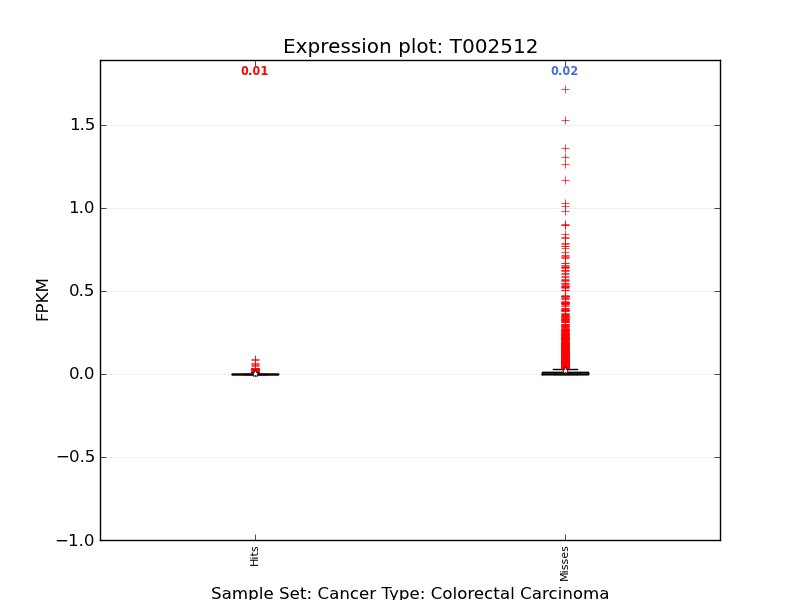 Expression plot: T002512
0.01
0.02
1.5
1.0
0.5
0.0
−0.5
−1.0
FPKM
Hits
Misses
Sample Set: Cancer Type: Colorectal Carcinoma